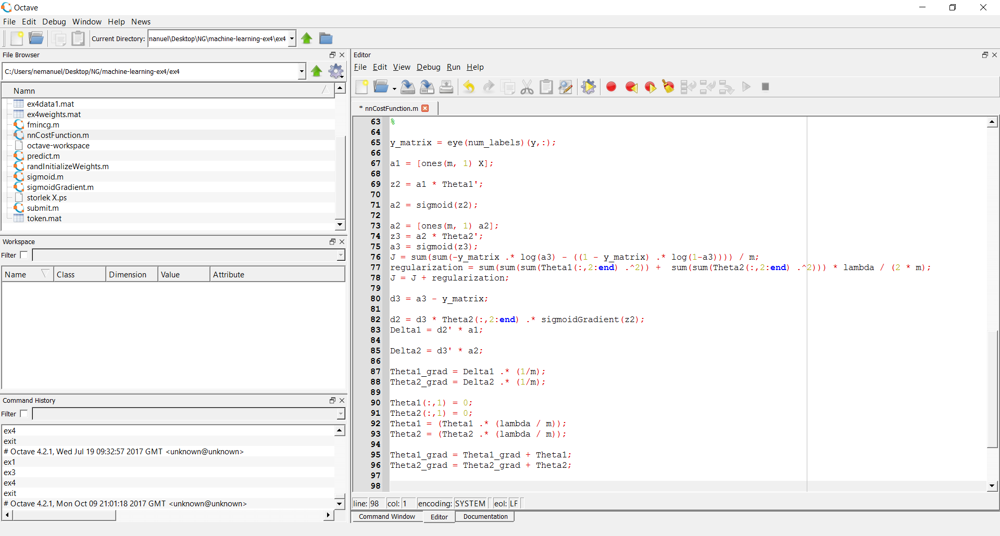 Octave
File Edit Debug Window Help News
Current Directory: nanuel\Desktop\NG\machine-learning-ex4\ex4
File Browser
C:/Users/nemanuel/Desktop/NG/machine-learning-ex4/ex4
Namn
ex4data1.mat
ex4weights.mat
fmincg.m
nnCostFunction.m
octave-workspace
predict.m
randInitializeWeights.m
sigmoid.m
sigmoidGradient.m
storlek X.ps
submit.m
token.mat
Workspace
Filter
Name Class Dimension Value Attribute
Command History
Filter
ex4
exit
# Octave 4.2.1, Wed Jul 19 09:32:57 2017 GMT <unknown@unknown>
ex1
ex3
ex4
exit
# Octave 4.2.1, Mon Oct 09 21:01:18 2017 GMT <unknown@unknown>
Editor
File Edit View Debug Run Help
* nnCostFunction.m
63 %
64
65 y_matrix = eye(num_labels)(y,:);
66
67 a1 = [ones(m, 1) X];
68
69 z2 = a1 * Theta1';
70
71 a2 = sigmoid(z2);
72
73 a2 = [ones(m, 1) a2];
74 z3 = a2 * Theta2';
75 a3 = sigmoid(z3);
76 J = sum(sum(-y_matrix .* log(a3) - ((1 - y_matrix) .* log(1-a3)))) / m;
77 regularization = sum(sum(sum(Theta1(:,2:end) .^2)) +  sum(sum(Theta2(:,2:end) .^2))) * lambda / (2 * m);
78 J = J + regularization;
79
80 d3 = a3 - y_matrix;
81
82 d2 = d3 * Theta2(:,2:end) .* sigmoidGradient(z2);
83 Delta1 = d2' * a1;
84
85 Delta2 = d3' * a2;
86
87 Theta1_grad = Delta1 .* (1/m);
88 Theta2_grad = Delta2 .* (1/m);
89
90 Theta1(:,1) = 0;
91 Theta2(:,1) = 0;
92 Theta1 = (Theta1 .* (lambda / m));
93 Theta2 = (Theta2 .* (lambda / m));
94
95 Theta1_grad = Theta1_grad + Theta1;
96 Theta2_grad = Theta2_grad + Theta2;
97
98
line: 98 col: 1 encoding: SYSTEM eol: LF
Command Window Editor Documentation